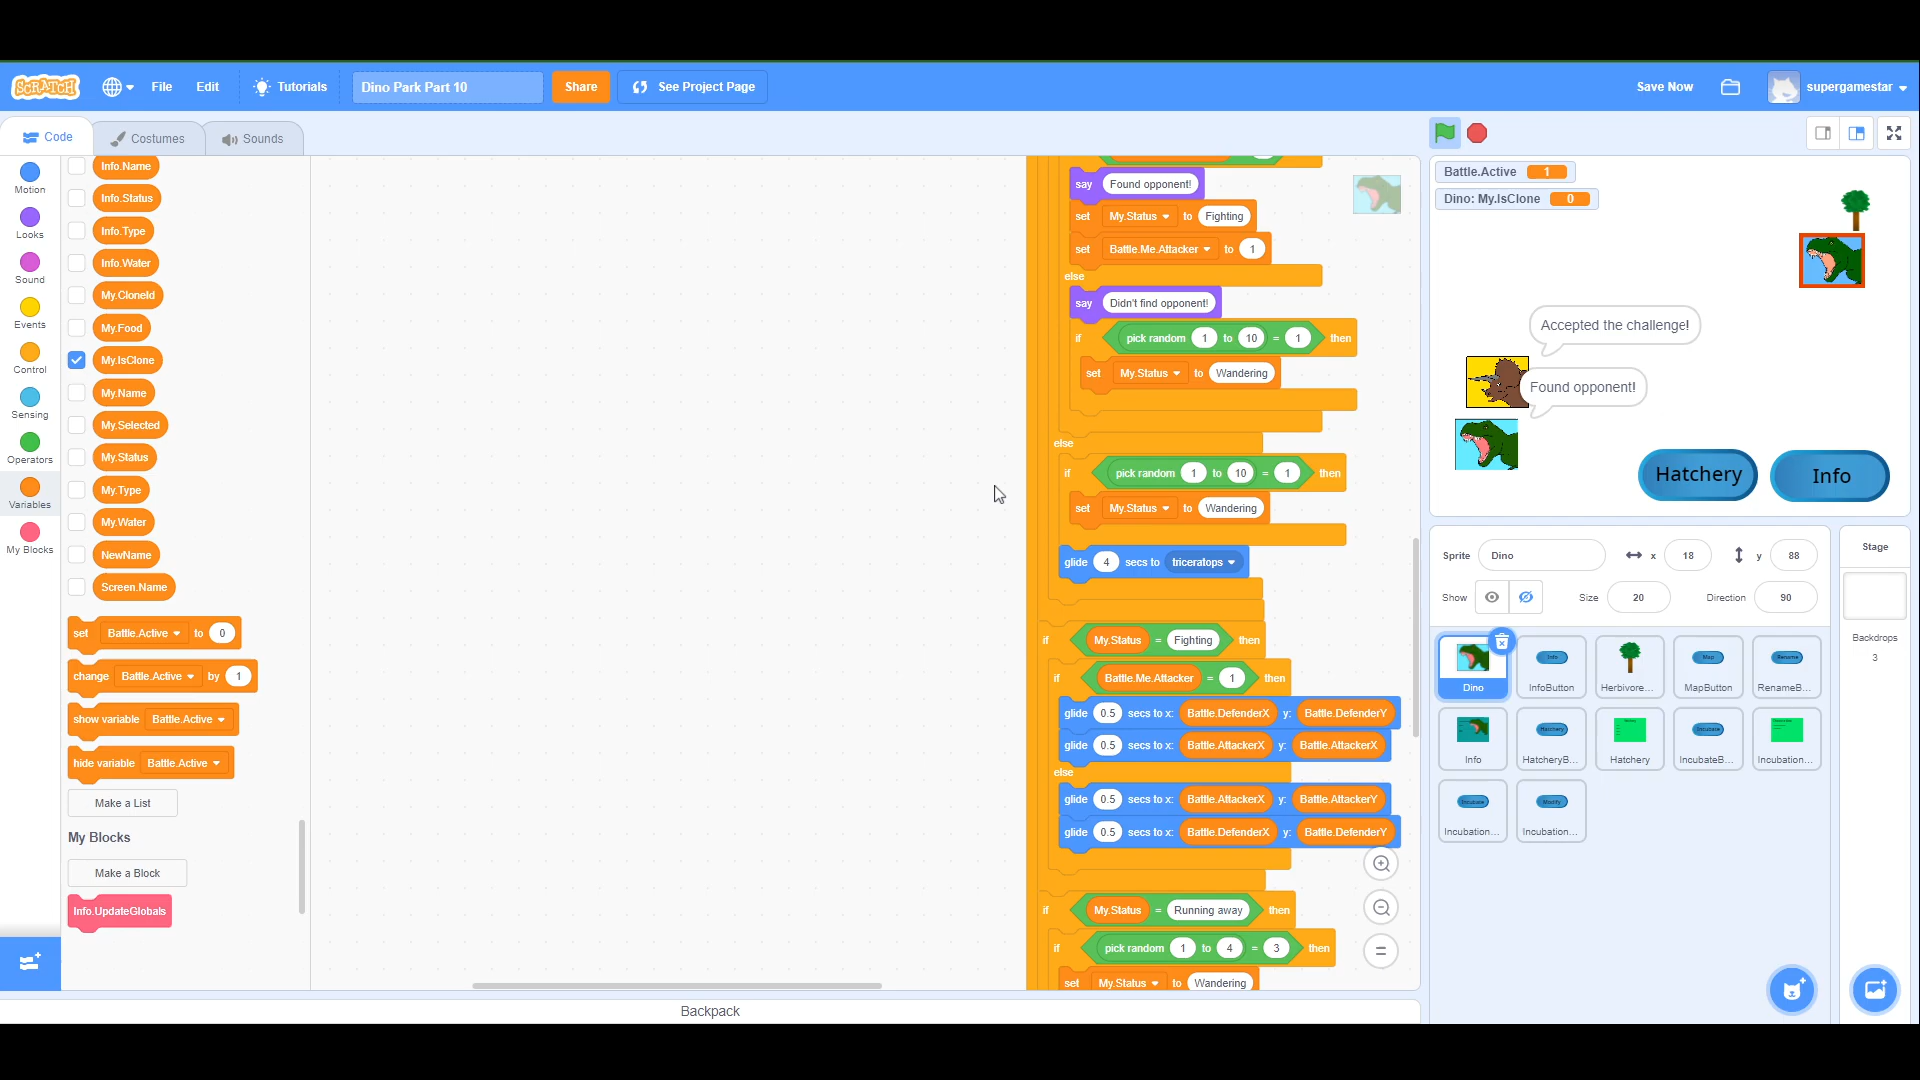 SCRATCH File Edit Tutorials Dino Park Part 10 Share See Project Page Save Now supergamestar
Code Costumes Sounds
Motion
Looks
Sound
Events
Control
Sensing
Operators
Variables
My Blocks
Info.Name
Info.Status
Info.Type
Info.Water
My.CloneId
My.Food
My.IsClone
My.Name
My.Selected
My.Status
My.Type
My.Water
NewName
Screen.Name
set Battle.Active to 0
change Battle.Active by 1
show variable Battle.Active
hide variable Battle.Active
Make a List
My Blocks
Make a Block
Info.UpdateGlobals
say Found opponent!
set My.Status to Fighting
set Battle.Me.Attacker to 1
else
say Didn't find opponent!
if pick random 1 to 10 = 1 then
set My.Status to Wandering
else
if pick random 1 to 10 = 1 then
set My.Status to Wandering
glide 4 secs to triceratops
if My.Status = Fighting then
if Battle.Me.Attacker = 1 then
glide 0.5 secs to x: Battle.DefenderX y: Battle.DefenderY
glide 0.5 secs to x: Battle.AttackerX y: Battle.AttackerX
else
glide 0.5 secs to x: Battle.AttackerX y: Battle.AttackerY
glide 0.5 secs to x: Battle.DefenderX y: Battle.DefenderY
if My.Status = Running away then
if pick random 1 to 4 = 3 then
set My.Status to Wandering
Backpack
Battle.Active 1
Dino: My.IsClone 0
Accepted the challenge!
Found opponent!
Hatchery Info
Sprite Dino x 18 y 88
Show Size 20 Direction 90
Dino InfoButton Herbivore... MapButton RenameB...
Info HatcheryB... Hatchery IncubateB... Incubation...
Incubation... Incubation...
Stage
Backdrops
3